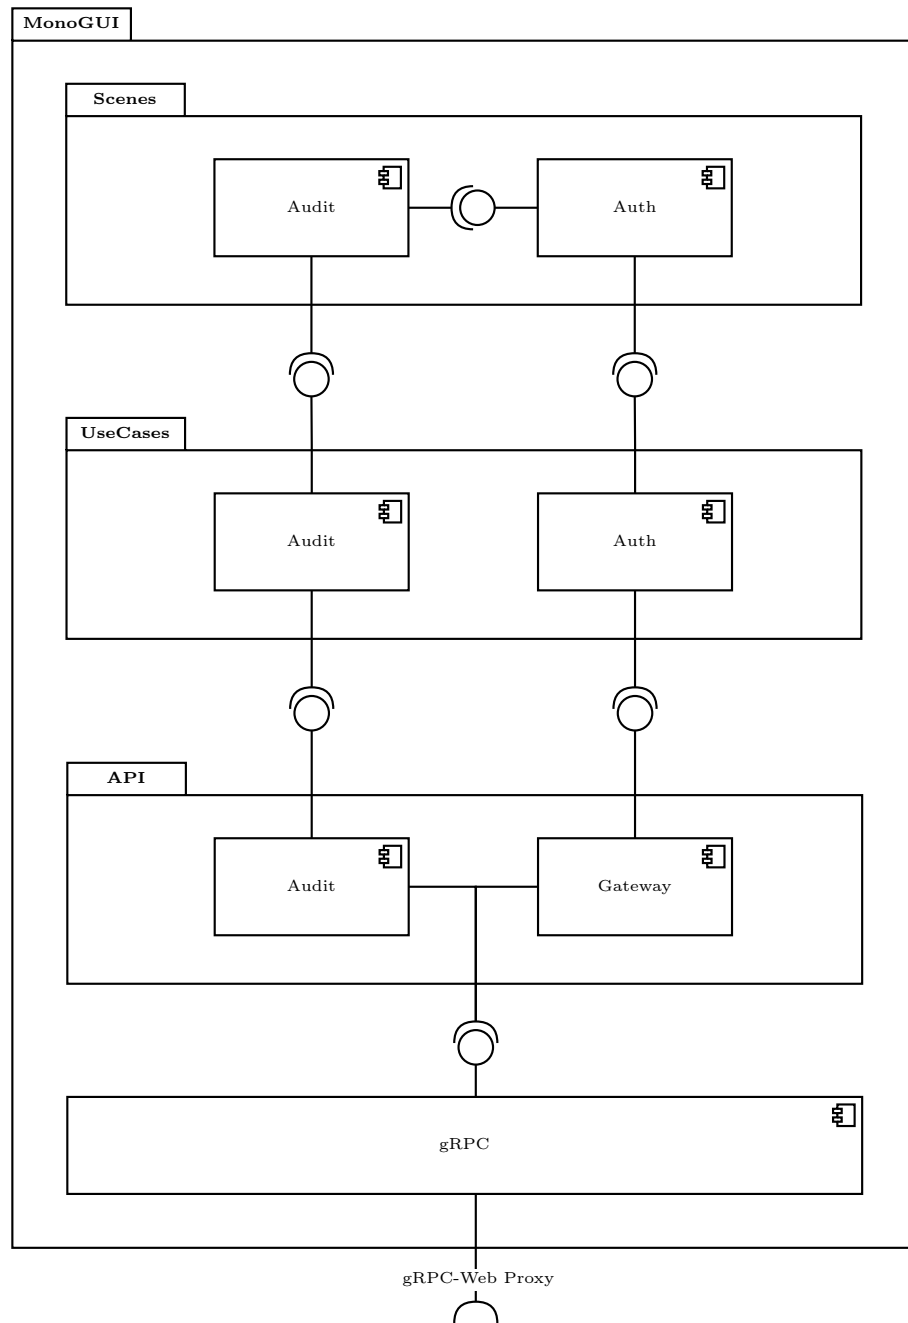 MonoGUI
Scenes
Audit
Auth
UseCases
Audit
Auth
API
Audit
Gateway
gRPC
gRPC-Web Proxy